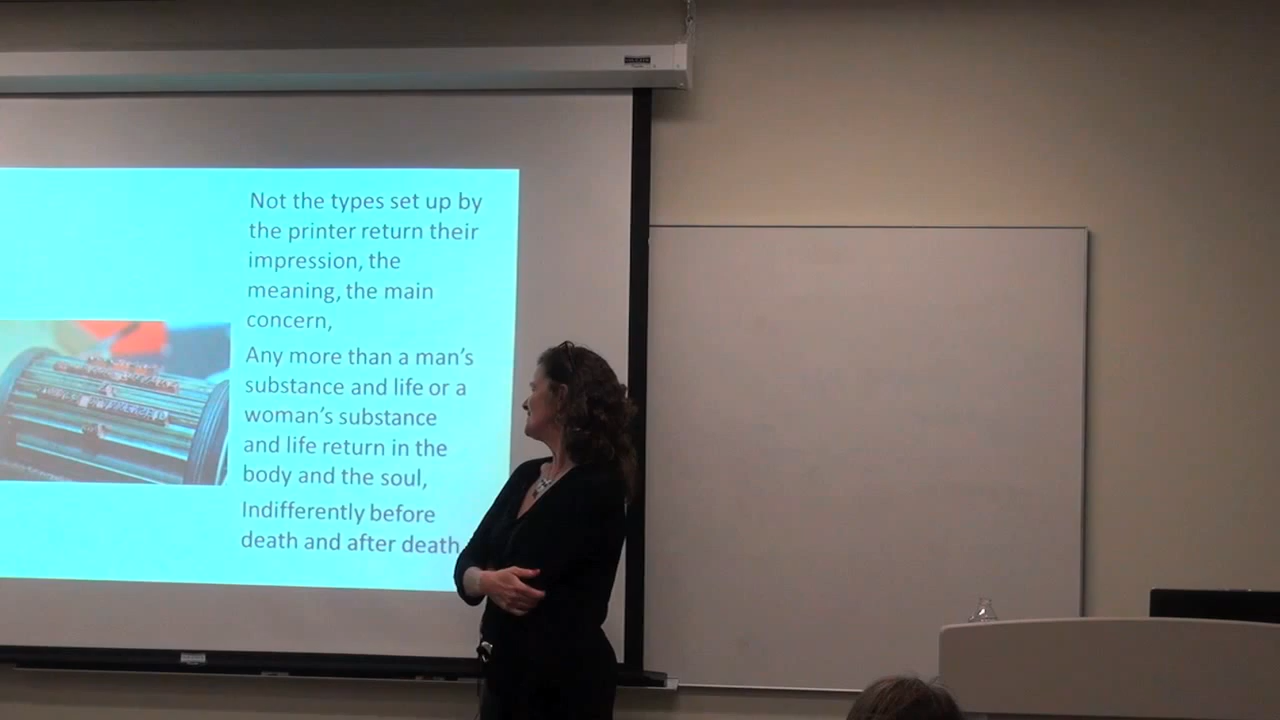 Not the types set up by
the printer return their
impression, the
meaning, the main
concern,
Any more than a man's
substance and life or a
woman's substance
and life return in the
body and the soul,
Indifferently before
death and after death